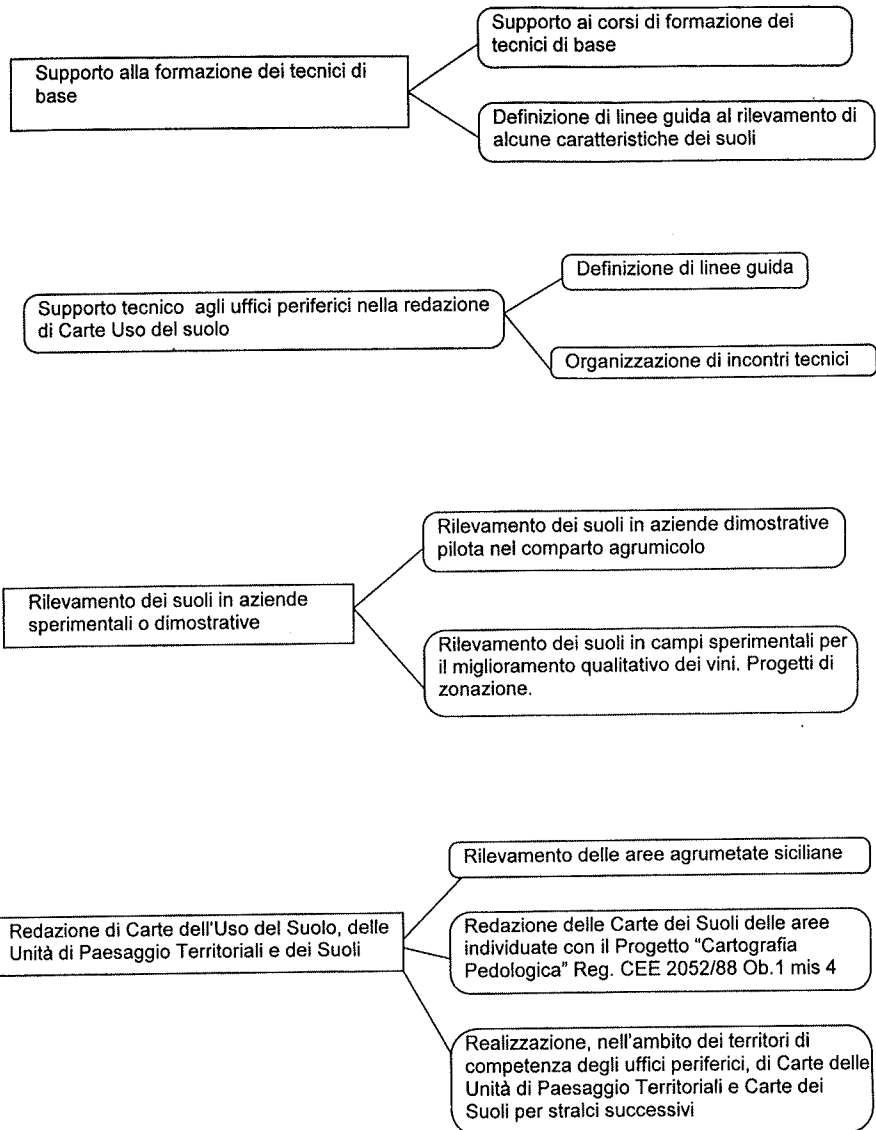 Supporto alla formazione dei tecnici di
base
Supporto ai corsi di formazione dei
tecnici di base
Definizione di linee guida al rilevamento di
alcune caratteristiche dei suoli
Supporto tecnico agli uffici periferici nella redazione
di Carte Uso del suolo
Definizione di linee guida
Organizzazione di incontri tecnici
Rilevamento dei suoli in aziende
sperimentali o dimostrative
Rilevamento dei suoli in aziende dimostrative
pilota nel comparto agrumicolo
Rilevamento dei suoli in campi sperimentali per
il miglioramento qualitativo dei vini. Progetti di
zonazione.
Redazione di Carte dell'Uso del Suolo, delle
Unità di Paesaggio Territoriali e dei Suoli
Rilevamento delle aree agrumetate siciliane
Redazione delle Carte dei Suoli delle aree
individuate con il Progetto "Cartografia
Pedologica" Reg. CEE 2052/88 Ob.1 mis 4
Realizzazione, nell'ambito dei territori di
competenza degli uffici periferici, di Carte delle
Unità di Paesaggio Territoriali e Carte dei
Suoli per stralci successivi